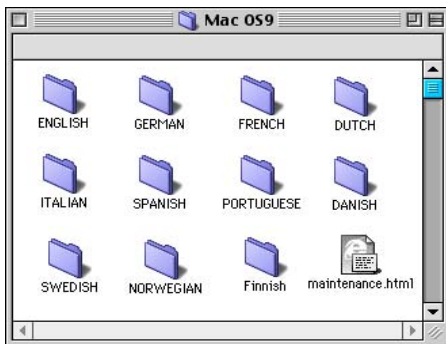 Mac OS9
ENGLISH GERMAN FRENCH DUTCH
ITALIAN SPANISH PORTUGUESE DANISH
SWEDISH NORWEGIAN Finnish maintenance.html